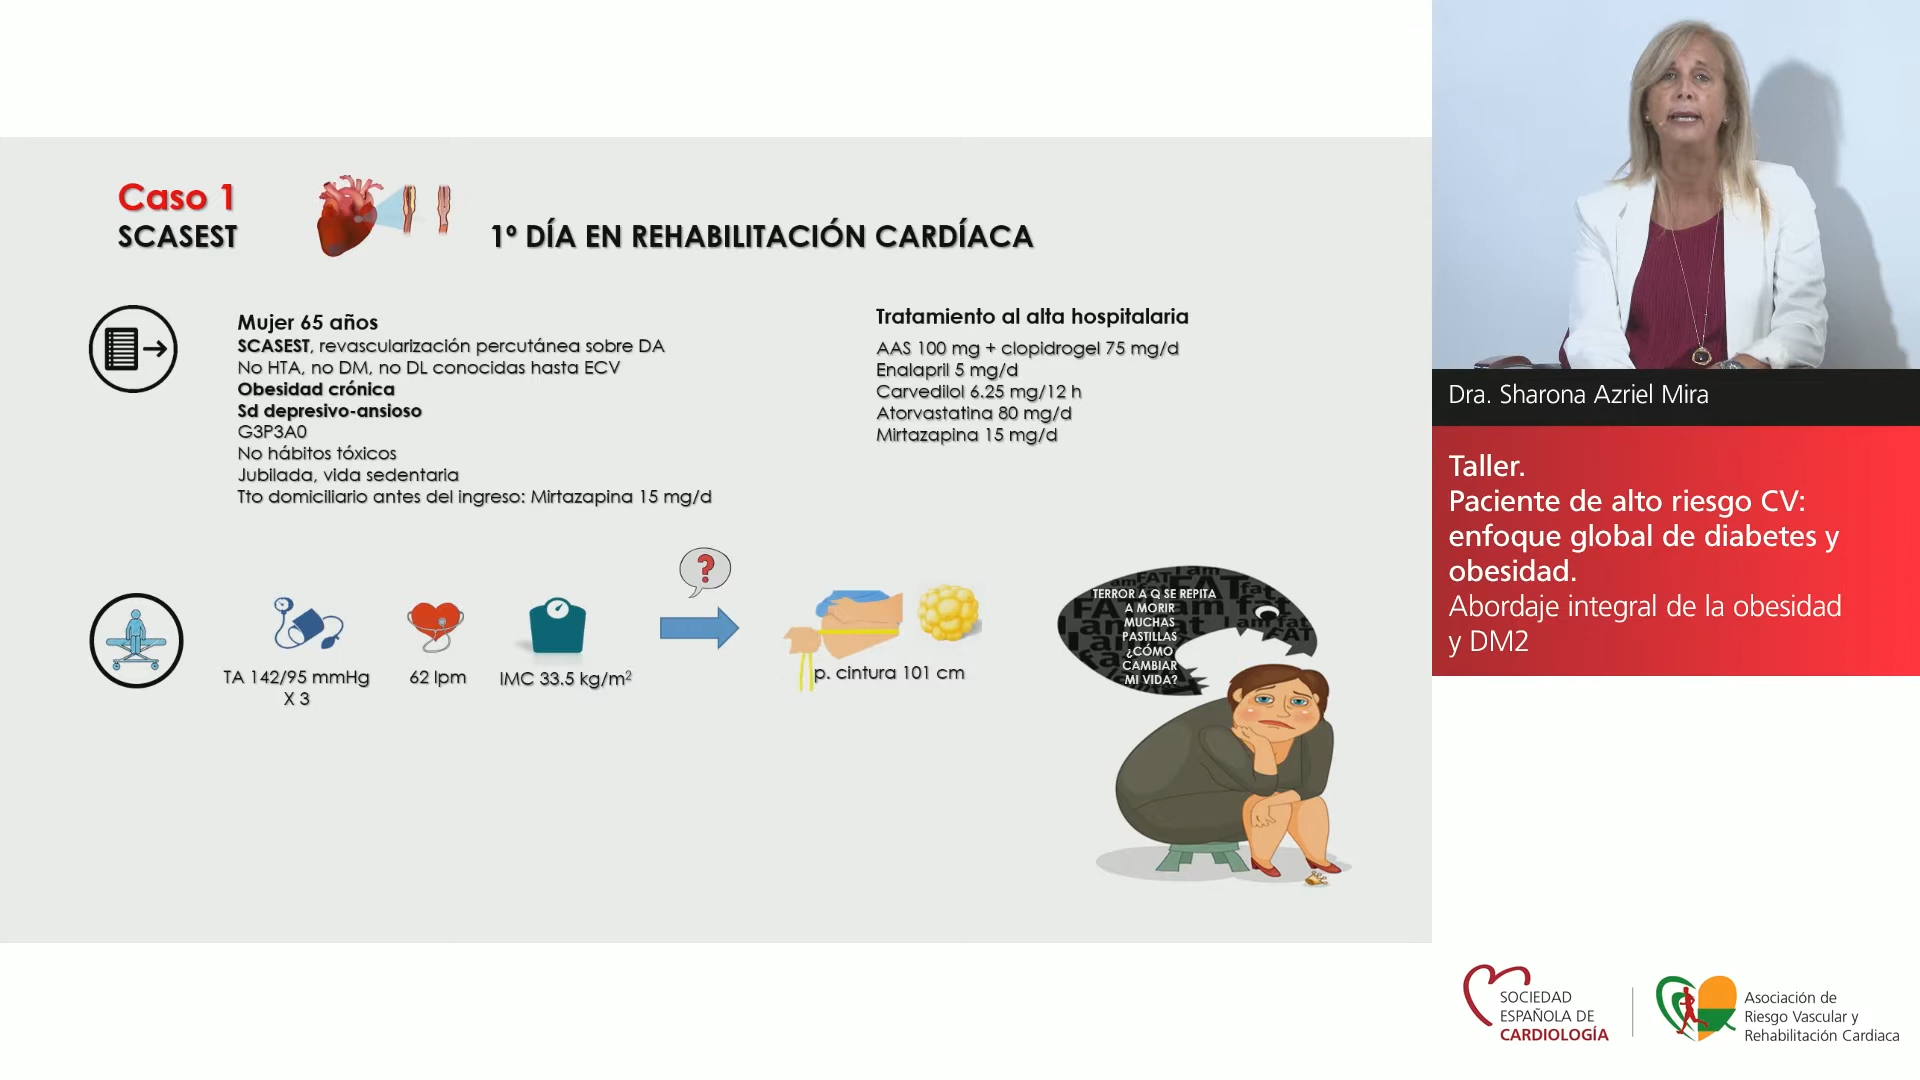 Caso 1
SCASEST
1º DÍA EN REHABILITACIÓN CARDÍACA
Mujer 65 años
SCASEST, revascularización percutánea sobre DA
No HTA, no DM, no DL conocidas hasta ECV
Obesidad crónica
Sd depresivo-ansioso
G3P3A0
No hábitos tóxicos
Jubilada, vida sedentaria
Tto domiciliario antes del ingreso: Mirtazapina 15 mg/d
Tratamiento al alta hospitalaria
AAS 100 mg + clopidrogel 75 mg/d
Enalapril 5 mg/d
Carvedilol 6.25 mg/12 h
Atorvastatina 80 mg/d
Mirtazapina 15 mg/d
?
TA 142/95 mmHg
X 3
62 lpm
IMC 33.5 kg/m²
p. cintura 101 cm
TERROR A Q SE REPITA
A MORIR
MUCHAS
PASTILLAS
¿CÓMO
CAMBIAR
MI VIDA?
Dra. Sharona Azriel Mira
Taller.
Paciente de alto riesgo CV:
enfoque global de diabetes y
obesidad.
Abordaje integral de la obesidad
y DM2
SOCIEDAD
ESPAÑOLA DE
CARDIOLOGÍA
Asociación de
Riesgo Vascular y
Rehabilitación Cardiaca